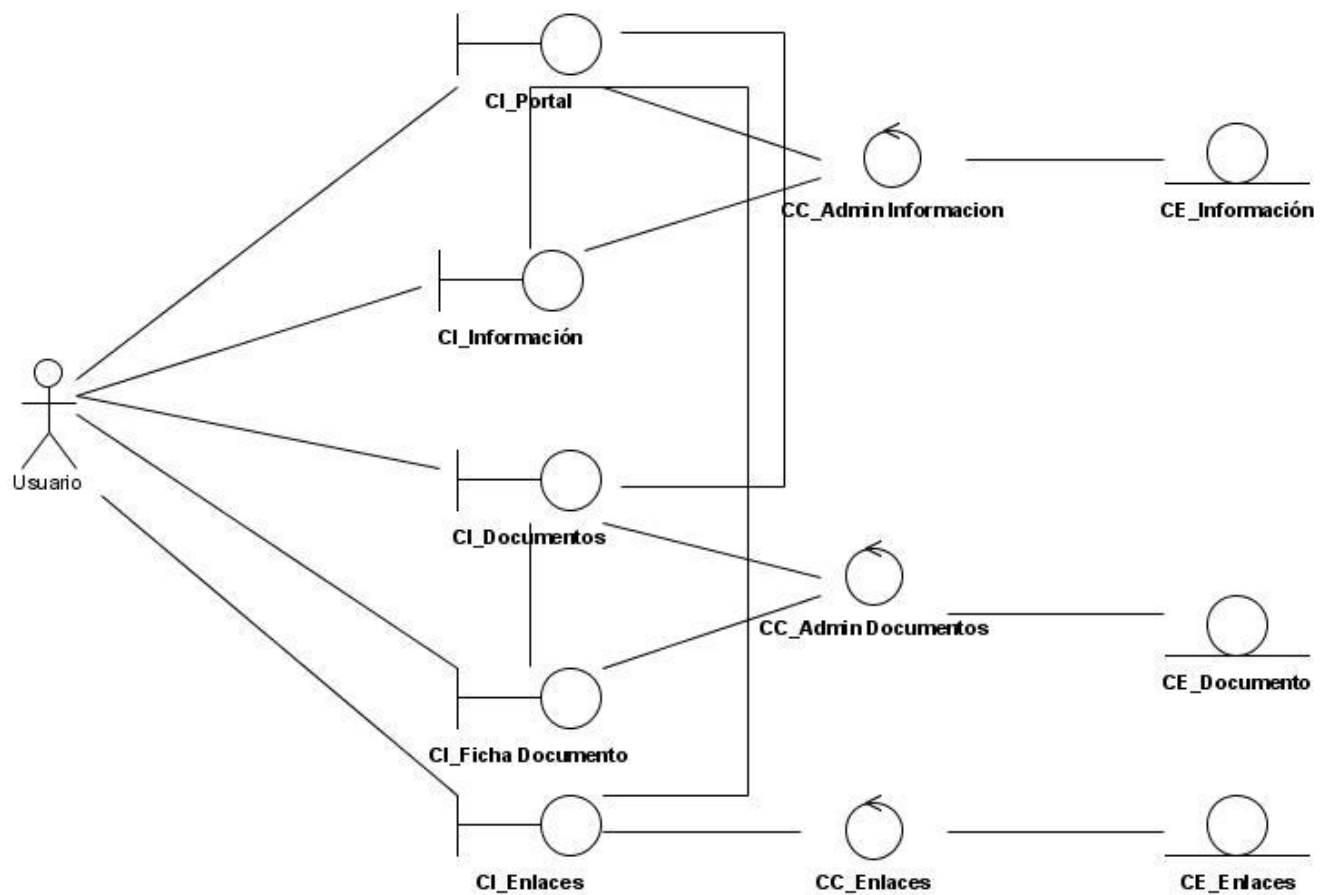 CI_Portal
CC_Admin Informacion
CE_Información
CI_Información
Usuario
CI_Documentos
CC_Admin Documentos
CE_Documento
CI_Ficha Documento
CI_Enlaces
CC_Enlaces
CE_Enlaces